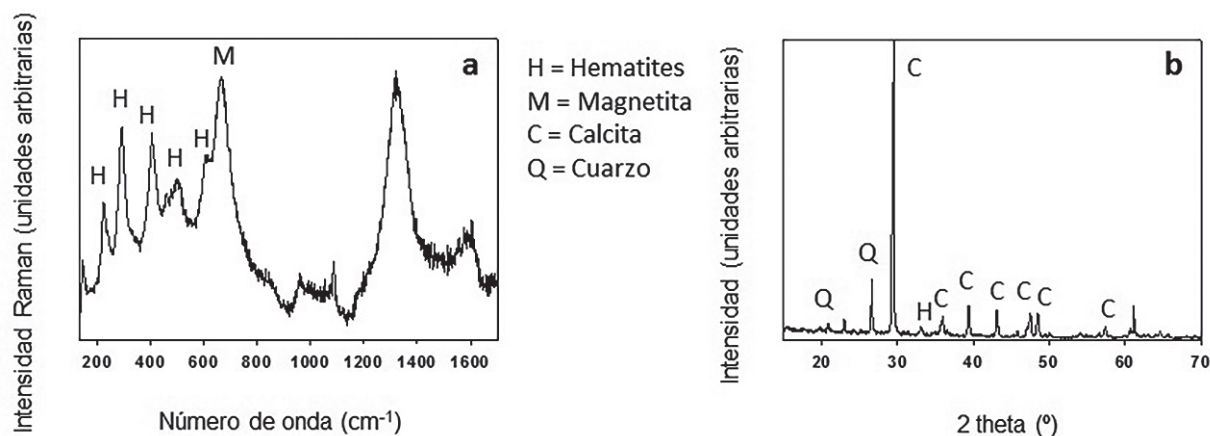 Intensidad Raman (unidades arbitrarias)
a
H
H
H
H
H
M
200 400 600 800 1000 1200 1400 1600
Número de onda (cm-1)
H = Hematites
M = Magnetita
C = Calcita
Q = Cuarzo
Intensidad (unidades arbitrarias)
b
Q
Q
C
H
C
C
C
C
C
C
20 30 40 50 60 70
2 theta (º)